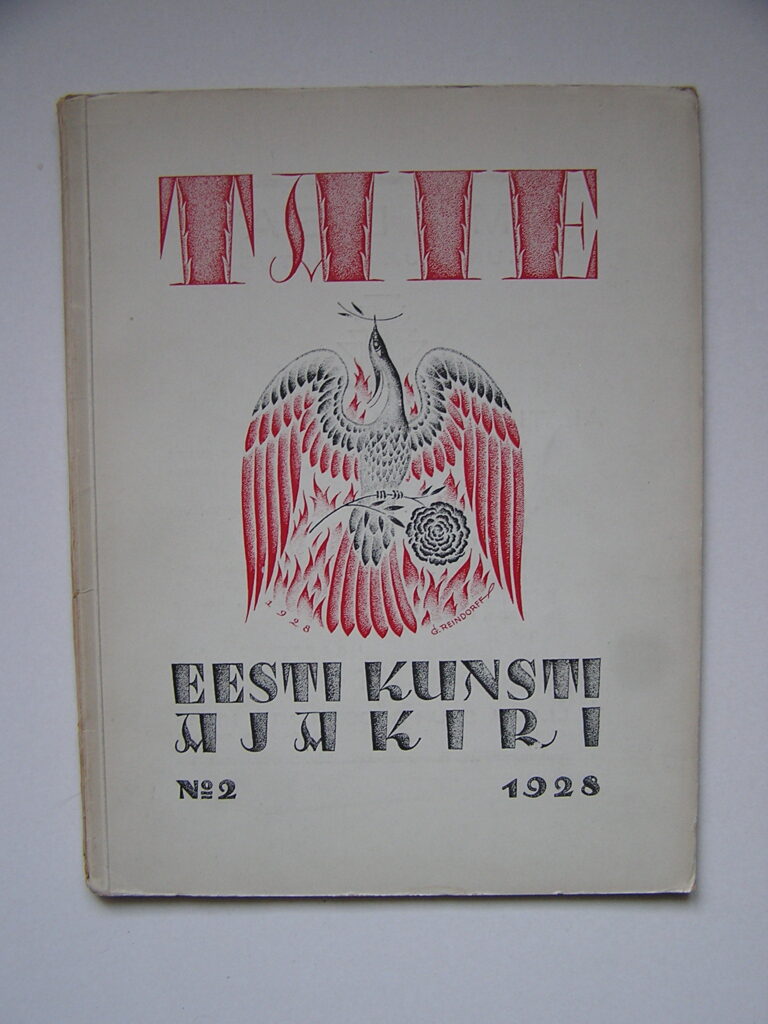 TAIE
1928
G. REINDORFF
EESTI KUNSTI
AJAKIRI
№2 1928